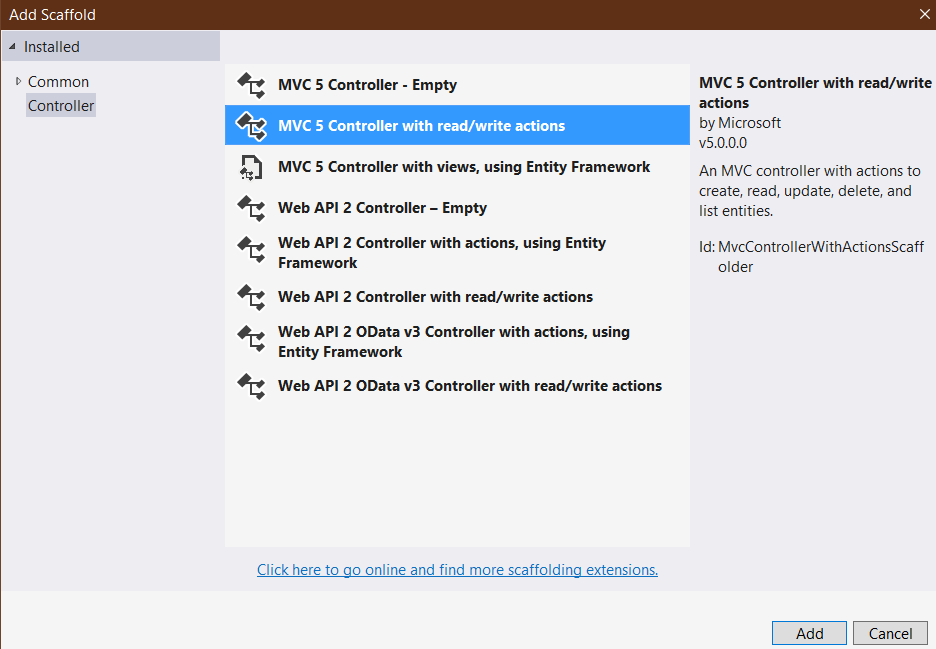 Add Scaffold
Installed
Common
Controller
MVC 5 Controller - Empty
MVC 5 Controller with read/write actions
MVC 5 Controller with views, using Entity Framework
Web API 2 Controller – Empty
Web API 2 Controller with actions, using Entity
Framework
Web API 2 Controller with read/write actions
Web API 2 OData v3 Controller with actions, using
Entity Framework
Web API 2 OData v3 Controller with read/write actions
Click here to go online and find more scaffolding extensions.
MVC 5 Controller with read/write
actions
by Microsoft
v5.0.0.0
An MVC controller with actions to
create, read, update, delete, and
list entities.
Id: MvcControllerWithActionsScaff
older
Add
Cancel